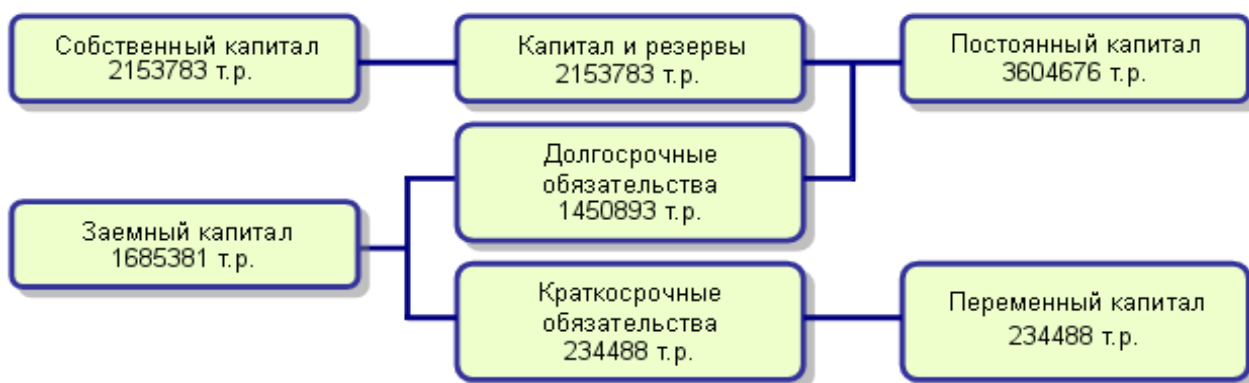 Собственный капитал
2153783 т.р.
Капитал и резервы
2153783 т.р.
Постоянный капитал
3604676 т.р.
Долгосрочные
обязательства
1450893 т.р.
Заемный капитал
1685381 т.р.
Краткосрочные
обязательства
234488 т.р.
Переменный капитал
234488 т.р.